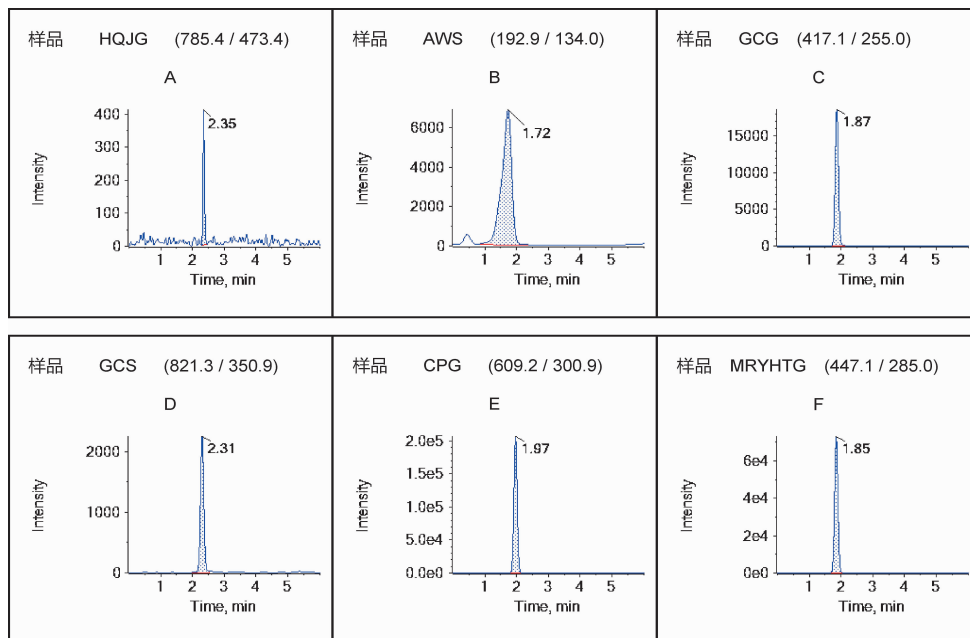 样品 HQJG (785.4 / 473.4)
A
400
300
200
100
0
2.35
Intensity
1 2 3 4 5
Time, min
样品 AWS (192.9 / 134.0)
B
6000
4000
2000
0
1.72
Intensity
1 2 3 4 5
Time, min
样品 GCG (417.1 / 255.0)
C
15000
10000
5000
0
1.87
Intensity
1 2 3 4 5
Time, min
样品 GCS (821.3 / 350.9)
D
2000
1000
0
2.31
Intensity
1 2 3 4 5
Time, min
样品 CPG (609.2 / 300.9)
E
2.0e5
1.5e5
1.0e5
5.0e4
0.0e0
1.97
Intensity
1 2 3 4 5
Time, min
样品 MRYHTG (447.1 / 285.0)
F
6e4
4e4
2e4
0e0
1.85
Intensity
1 2 3 4 5
Time, min